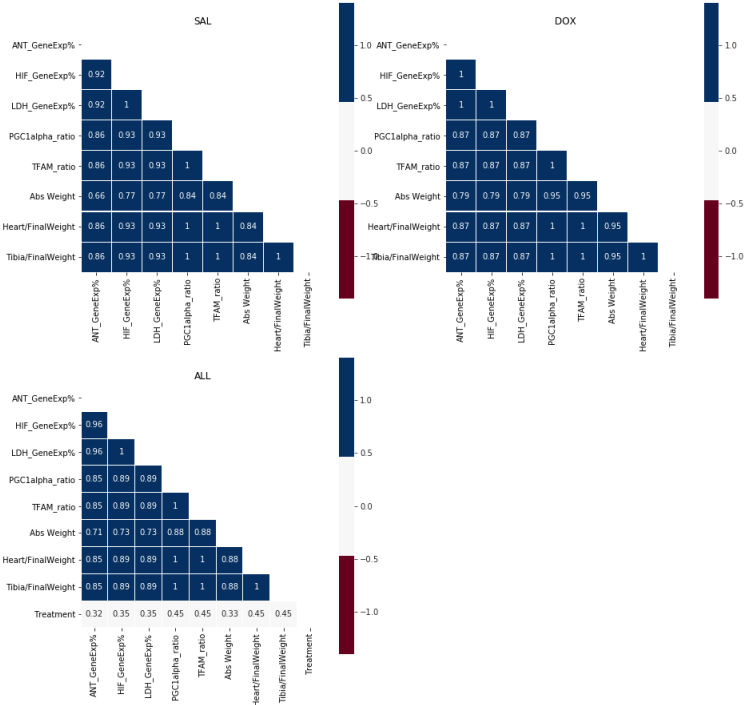 SAL
ANT_GeneExp%
HIF_GeneExp% 0.92
LDH_GeneExp% 0.92 1
PGC1alpha_ratio 0.86 0.93 0.93
TFAM_ratio 0.86 0.93 0.93 1
Abs Weight 0.66 0.77 0.77 0.84 0.84
Heart/FinalWeight 0.86 0.93 0.93 1 1 0.84
Tibia/FinalWeight 0.86 0.93 0.93 1 1 0.84 1
ANT_GeneExp% HIF_GeneExp% LDH_GeneExp% PGC1alpha_ratio TFAM_ratio Abs Weight Heart/FinalWeight Tibia/FinalWeight
1.0
0.5
0.0
−0.5
−1.0
DOX
ANT_GeneExp%
HIF_GeneExp% 1
LDH_GeneExp% 1 1
PGC1alpha_ratio 0.87 0.87 0.87
TFAM_ratio 0.87 0.87 0.87 1
Abs Weight 0.79 0.79 0.79 0.95 0.95
Heart/FinalWeight 0.87 0.87 0.87 1 1 0.95
Tibia/FinalWeight 0.87 0.87 0.87 1 1 0.95 1
ANT_GeneExp% HIF_GeneExp% LDH_GeneExp% PGC1alpha_ratio TFAM_ratio Abs Weight Heart/FinalWeight Tibia/FinalWeight
1.0
0.5
0.0
−0.5
−1.0
ALL
ANT_GeneExp%
HIF_GeneExp% 0.96
LDH_GeneExp% 0.96 1
PGC1alpha_ratio 0.85 0.89 0.89
TFAM_ratio 0.85 0.89 0.89 1
Abs Weight 0.71 0.73 0.73 0.88 0.88
Heart/FinalWeight 0.85 0.89 0.89 1 1 0.88
Tibia/FinalWeight 0.85 0.89 0.89 1 1 0.88 1
Treatment 0.32 0.35 0.35 0.45 0.45 0.33 0.45 0.45
ANT_GeneExp% HIF_GeneExp% LDH_GeneExp% PGC1alpha_ratio TFAM_ratio Abs Weight Heart/FinalWeight Tibia/FinalWeight Treatment
1.0
0.5
0.0
−0.5
−1.0